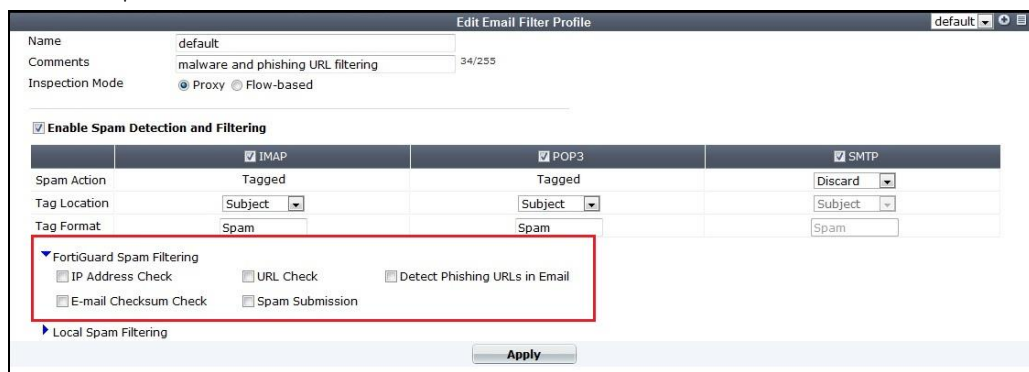 Edit Email Filter Profile default
Name default
Comments malware and phishing URL filtering 34/255
Inspection Mode Proxy Flow-based
Enable Spam Detection and Filtering
IMAP POP3 SMTP
Spam Action Tagged Tagged Discard
Tag Location Subject Subject Subject
Tag Format Spam Spam Spam
FortiGuard Spam Filtering
IP Address Check URL Check Detect Phishing URLs in Email
E-mail Checksum Check Spam Submission
Local Spam Filtering
Apply